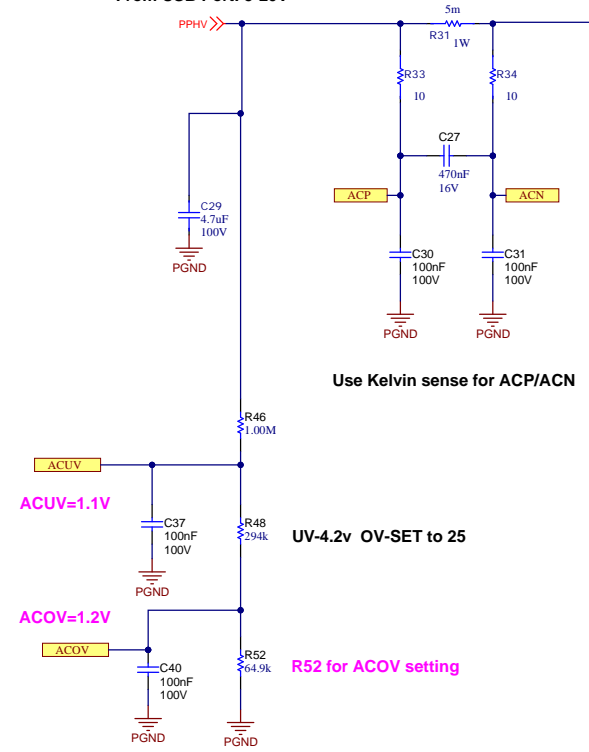 PPHV
5m
R31
1W
R33
10
R34
10
C27
470nF
16V
ACP
ACN
C29
4.7uF
100V
PGND
C30
100nF
100V
C31
100nF
100V
PGND
PGND
Use Kelvin sense for ACP/ACN
R46
1.00M
ACUV
ACUV=1.1V
C37
100nF
100V
R48
294k
UV-4.2v OV-SET to 25
PGND
ACOV=1.2V
ACOV
C40
100nF
100V
R52
64.9k
R52 for ACOV setting
PGND
PGND